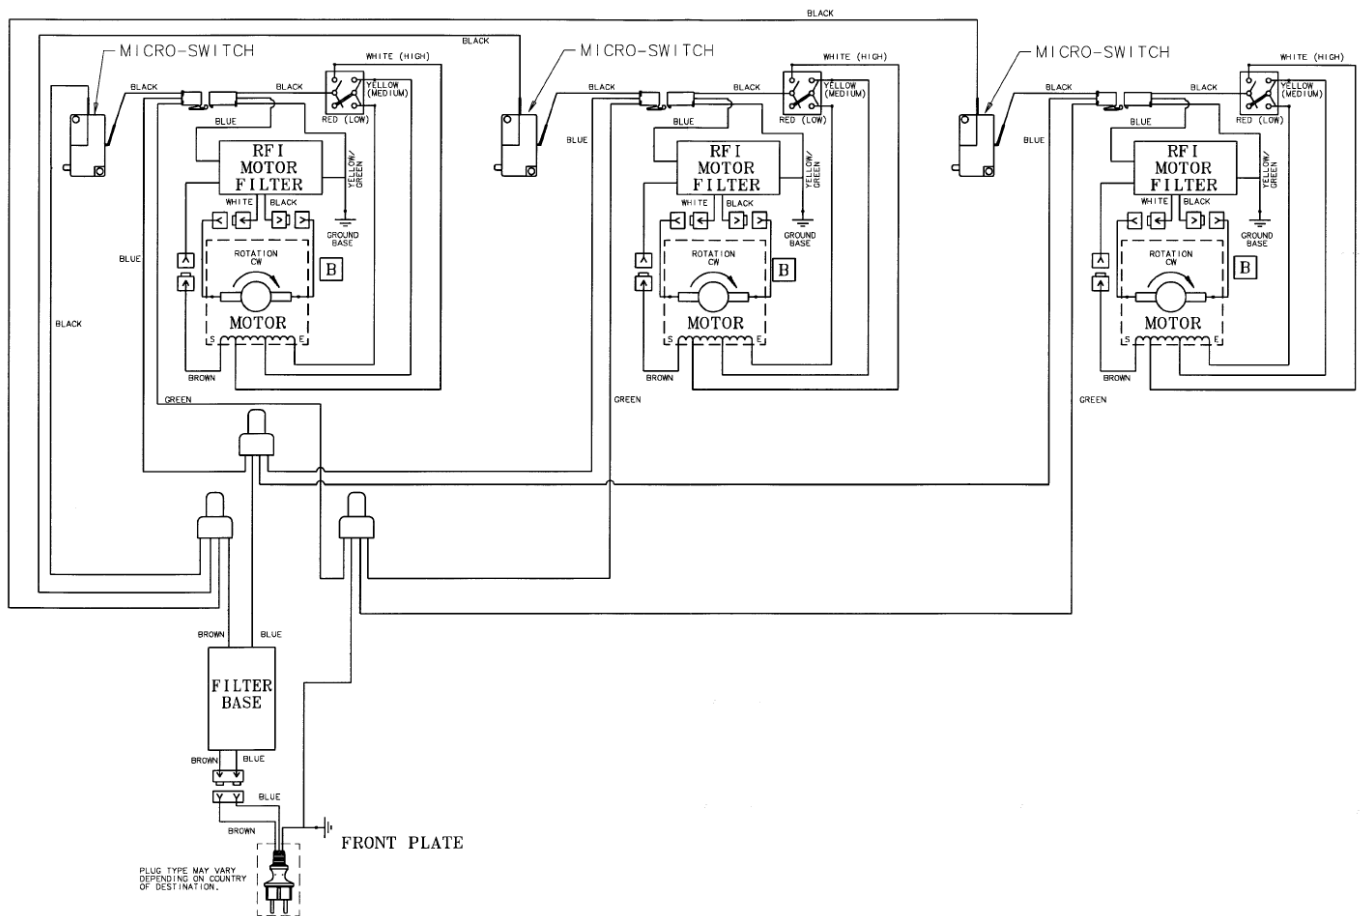 BLACK
BLACK
MICRO-SWITCH
WHITE (HIGH)
BLACK
BLACK
YELLOW
(MEDIUM)
RED (LOW)
BLUE
RFI
MOTOR
FILTER
YELLOW/
GREEN
WHITE
BLACK
GROUND
BASE
ROTATION
CW
B
MOTOR
S
E
BROWN
BLUE
BLACK
GREEN
MICRO-SWITCH
WHITE (HIGH)
BLACK
BLACK
YELLOW
(MEDIUM)
RED (LOW)
BLUE
BLUE
RFI
MOTOR
FILTER
YELLOW/
GREEN
WHITE
BLACK
GROUND
BASE
ROTATION
CW
B
MOTOR
S
E
BROWN
GREEN
MICRO-SWITCH
WHITE (HIGH)
BLACK
BLACK
YELLOW
(MEDIUM)
RED (LOW)
BLUE
BLUE
RFI
MOTOR
FILTER
YELLOW/
GREEN
WHITE
BLACK
GROUND
BASE
ROTATION
CW
B
MOTOR
S
E
BROWN
GREEN
BROWN
BLUE
FILTER
BASE
BROWN
BLUE
BLUE
BROWN
FRONT PLATE
PLUG TYPE MAY VARY
DEPENDING ON COUNTRY
OF DESTINATION.